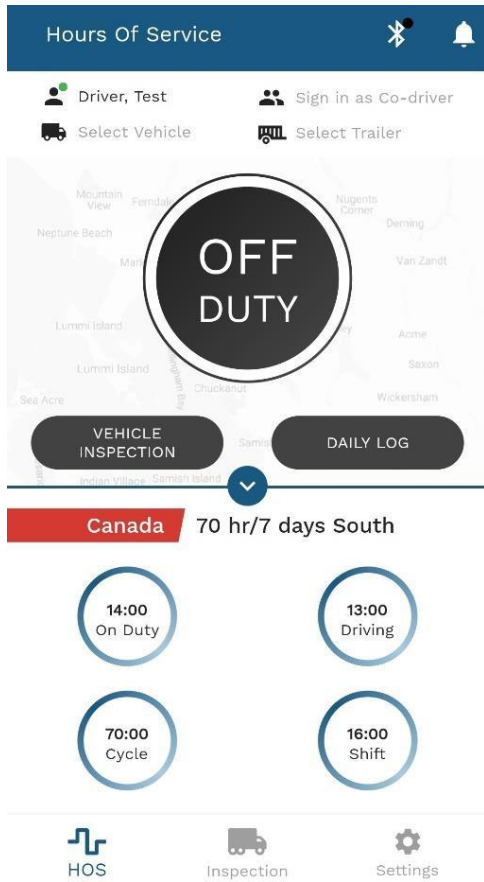 Hours Of Service
Driver, Test
Sign in as Co-driver
Select Vehicle
Select Trailer
Mountain
View
Ferndale
Nugents
Corner
Neptune Beach
Deming
Van Zandt
OFF
DUTY
Lummi Island
Acme
Lummi Island
Saxon
Chuckanut
Sea Acre
Wickersham
VEHICLE
INSPECTION
DAILY LOG
Indian Village
Samish Island
Canada
70 hr/7 days South
14:00
On Duty
13:00
Driving
70:00
Cycle
16:00
Shift
HOS
Inspection
Settings